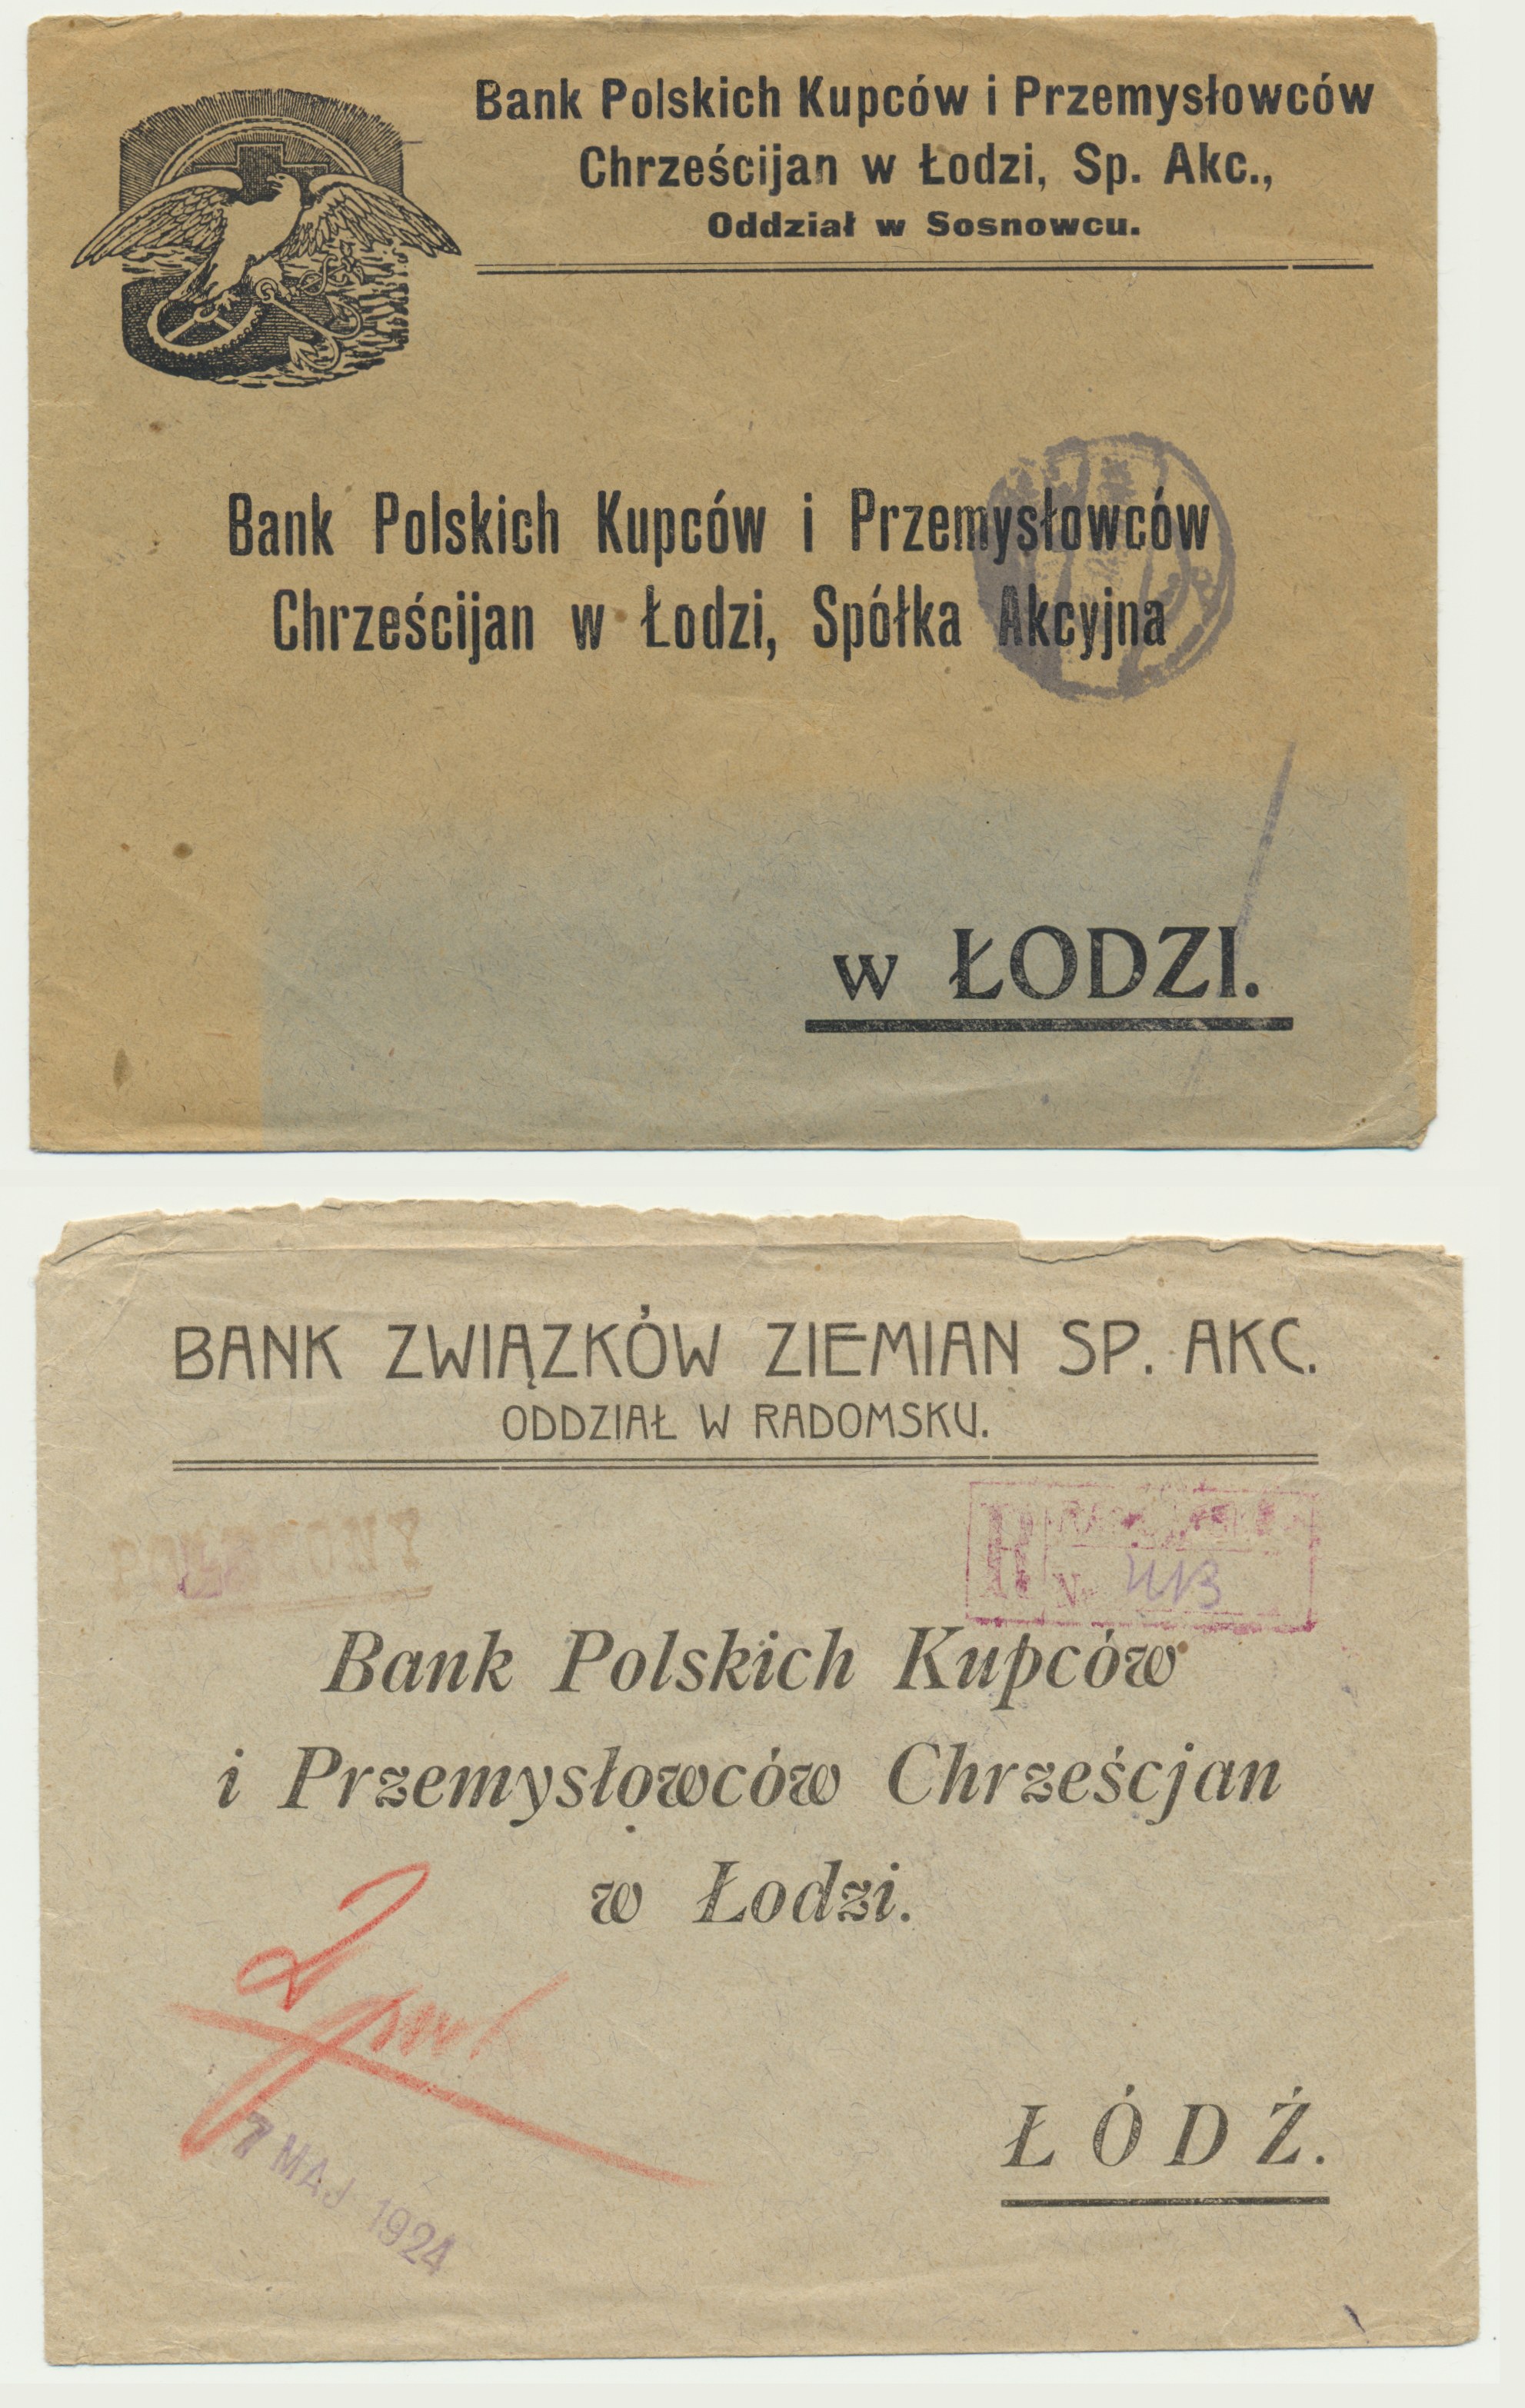 Bank Polskich Kupców i Przemysłowców
Chrześcijan w Łodzi, Sp. Akc.,
Oddział w Sosnowcu.
Bank Polskich Kupców i Przemysłowców
Chrześcijan w Łodzi, Spółka Akcyjna
w ŁODZI.
BANK ZWIĄZKÓW ZIEMIAN SP. AKC.
ODDZIAŁ W RADOMSKU.
R
Nr 413
Bank Polskich Kupców
i Przemysłowców Chrześcjan
w Łodzi.
7 MAJ 1924
ŁÓDŹ.